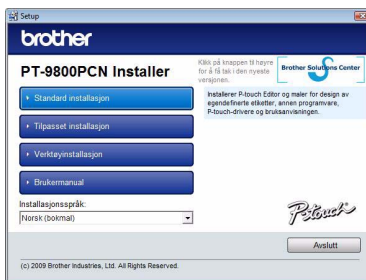 Setup
brother
PT-9800PCN Installer
Klikk på knappen til høyre
for å få tak i den nyeste
versjonen.
Brother Solutions Center
Standard installasjon
Installerer P-touch Editor og maler for design av
egendefinerte etiketter, annen programvare,
P-touch-drivere og bruksanvisningen.
Tilpasset installasjon
Verktøyinstallasjon
Brukermanual
Installasjonsspråk:
Norsk (bokmal)
P-touch
Avslutt
(c) 2009 Brother Industries, Ltd. All Rights Reserved.